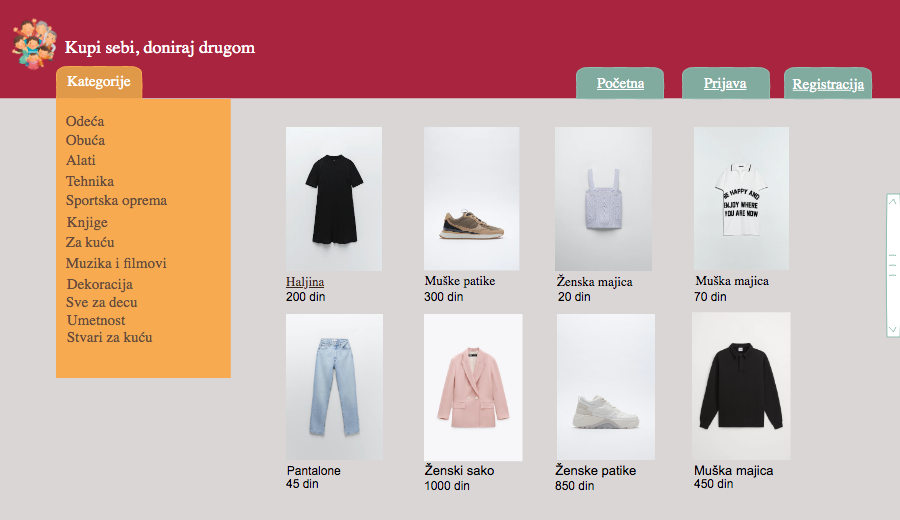 Kupi sebi, doniraj drugom
Kategorije
Početna
Prijava
Registracija
Odeća
Obuća
Alati
Tehnika
Sportska oprema
Knjige
Za kuću
Muzika i filmovi
Dekoracija
Sve za decu
Umetnost
Stvari za kuću
BE HAPPY AND
ENJOY WHERE
YOU ARE NOW
Haljina
200 din
Muške patike
300 din
Ženska majica
20 din
Muška majica
70 din
Pantalone
45 din
Ženski sako
1000 din
Ženske patike
850 din
Muška majica
450 din